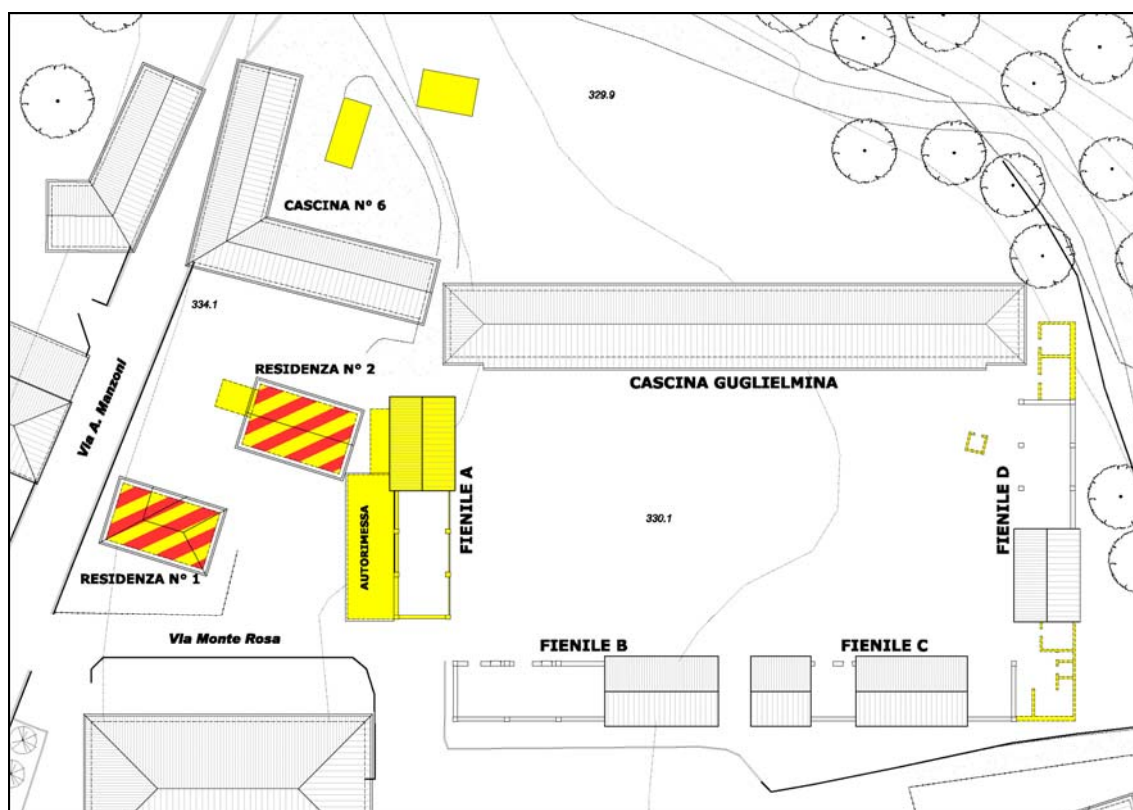 329.9
CASCINA N° 6
334.1
RESIDENZA N° 2
CASCINA GUGLIELMINA
Via A. Manzoni
FIENILE A
FIENILE D
AUTORIMESSA
330.1
RESIDENZA N° 1
Via Monte Rosa
FIENILE B
FIENILE C